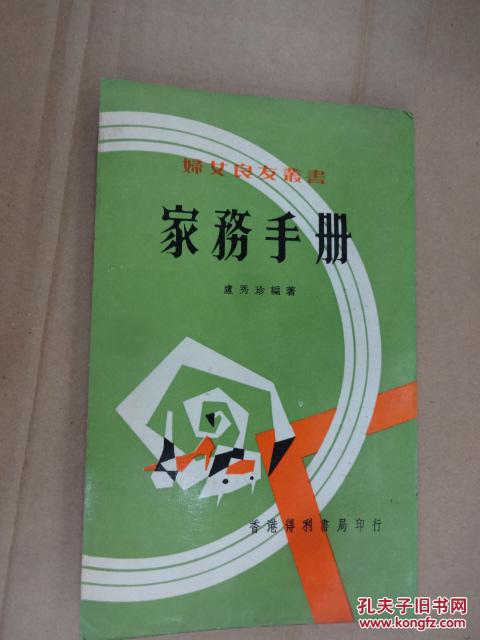 婦女良友叢書
家務手册
盧秀珍編著
香港得利書局印行
孔夫子旧书网
www.kongfz.com